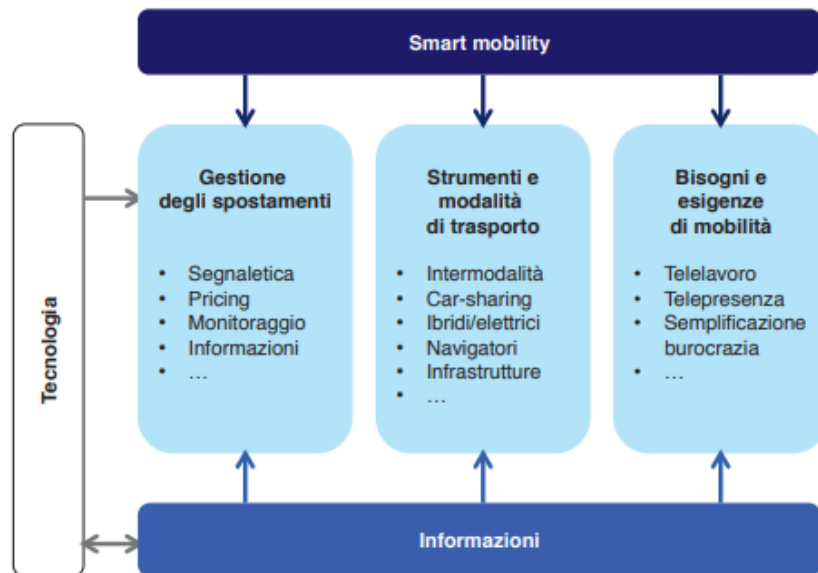 Smart mobility
Tecnologia
Gestione
degli spostamenti
• Segnaletica
• Pricing
• Monitoraggio
• Informazioni
• …
Strumenti e
modalità
di trasporto
• Intermodalità
• Car-sharing
• Ibridi/elettrici
• Navigatori
• Infrastrutture
• …
Bisogni e
esigenze
di mobilità
• Telelavoro
• Telepresenza
• Semplificazione
burocrazia
• …
Informazioni